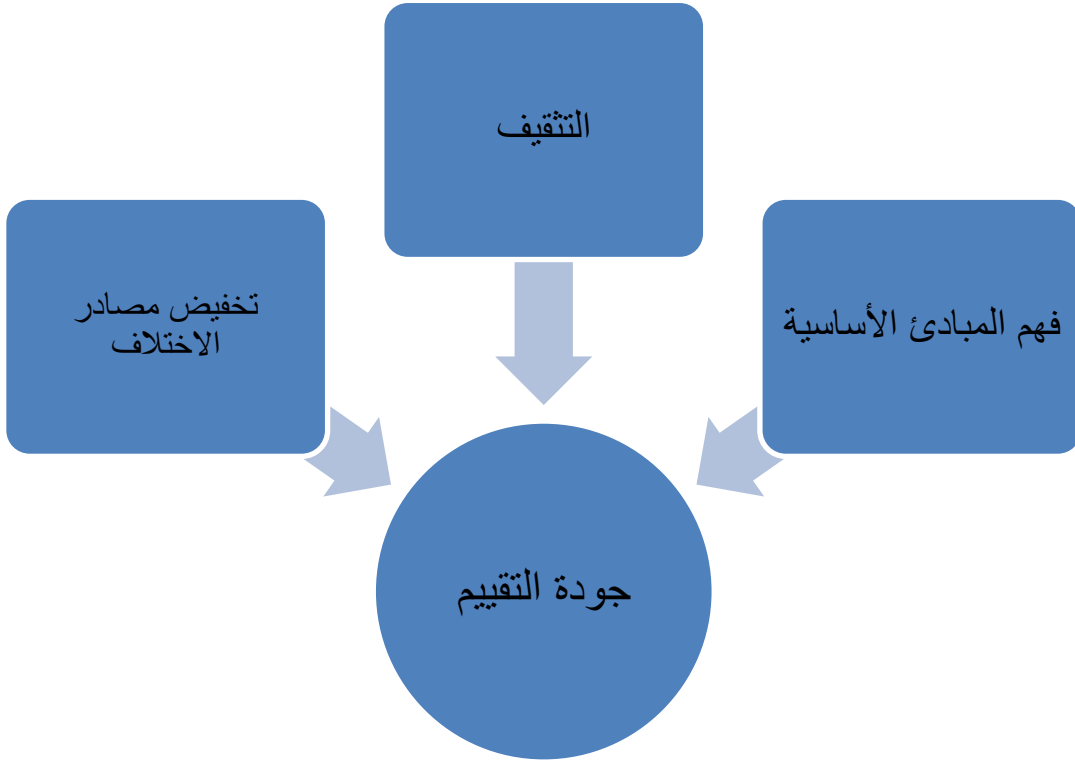 التثقيف
فهم المبادئ الأساسية
تخفيض مصادر
الاختلاف
جودة التقييم